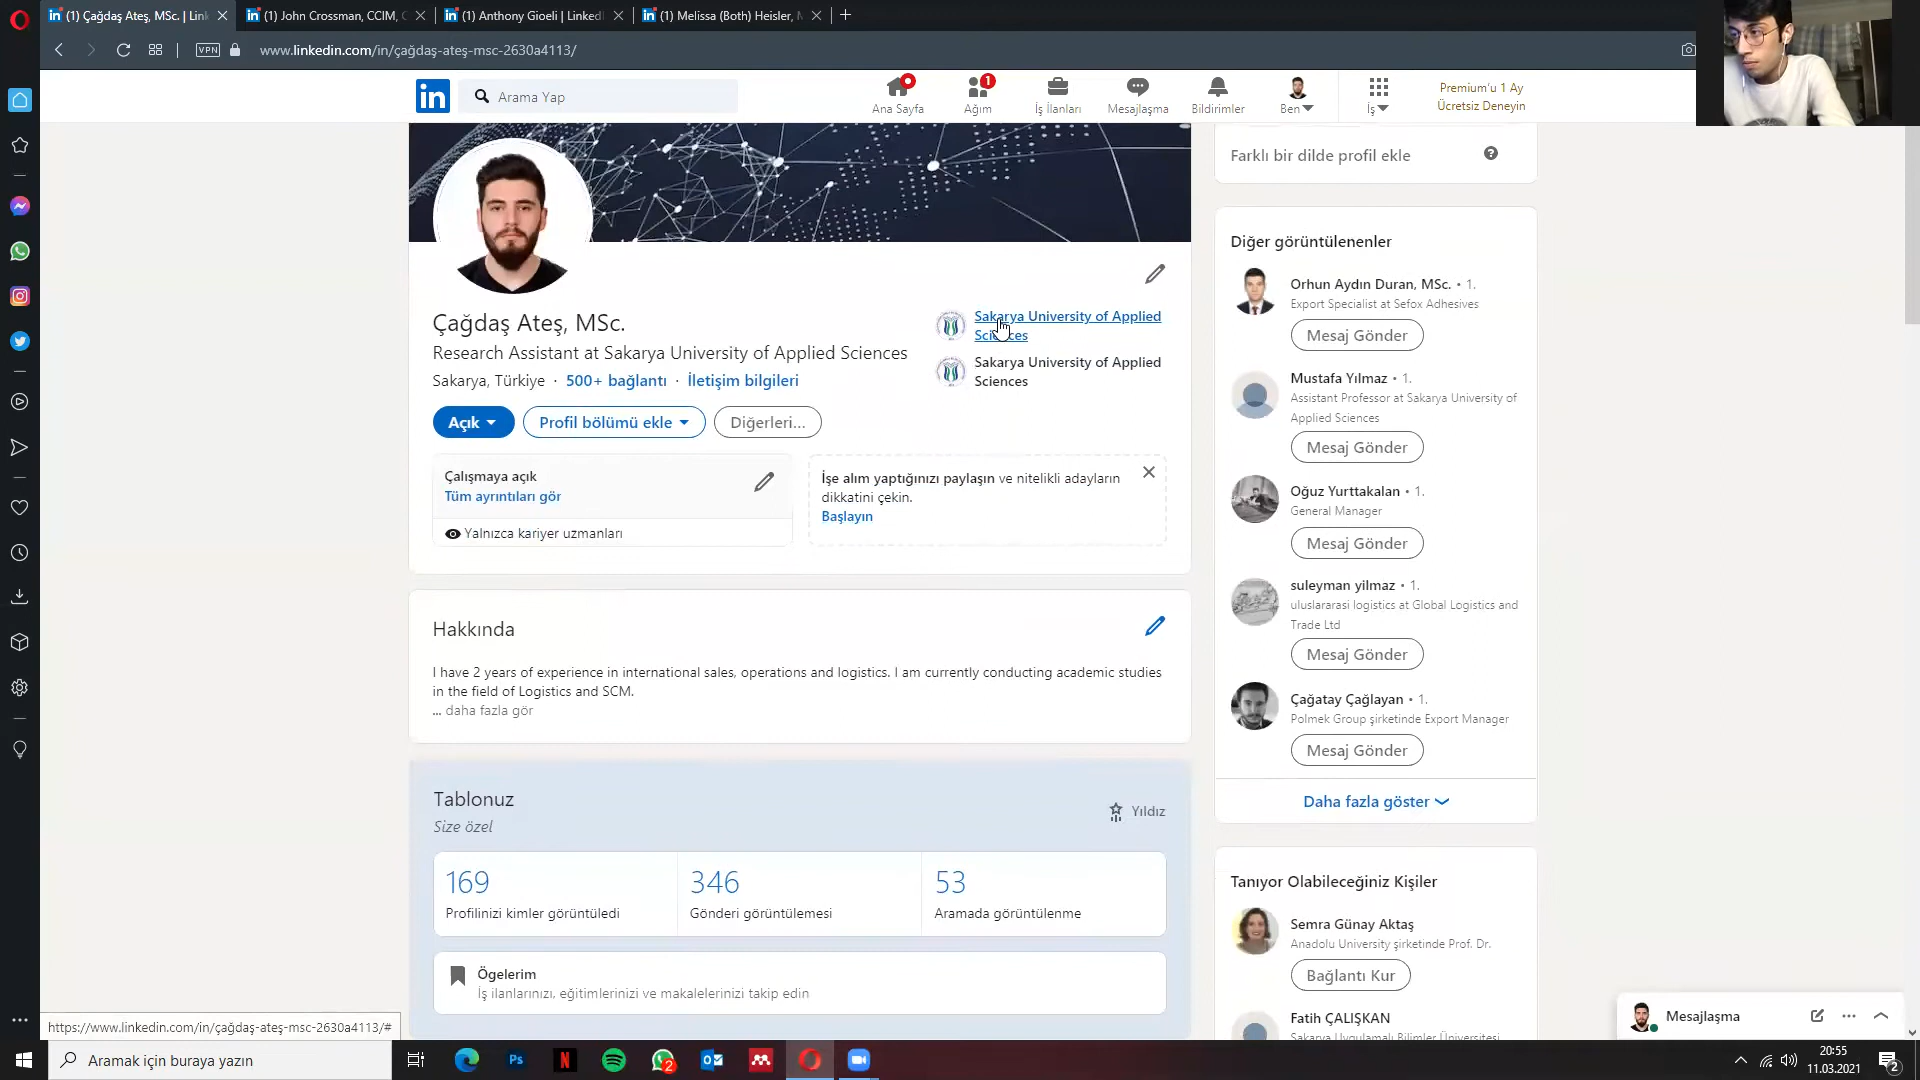 (1) Çağdaş Ateş, MSc. | Link
(1) John Crossman, CCIM, C
(1) Anthony Gioeli | LinkedI
(1) Melissa (Both) Heisler, M
VPN
www.linkedin.com/in/çağdaş-ateş-msc-2630a4113/
in
Arama Yap
Ana Sayfa
1
Ağım
İş İlanları
Mesajlaşma
Bildirimler
Ben
İş
Premium'u 1 Ay
Ücretsiz Deneyin
Çağdaş Ateş, MSc.
Research Assistant at Sakarya University of Applied Sciences
Sakarya, Türkiye · 500+ bağlantı · İletişim bilgileri
Sakarya University of Applied
Sciences
Sakarya University of Applied
Sciences
Açık
Profil bölümü ekle
Diğerleri...
Çalışmaya açık
Tüm ayrıntıları gör
Yalnızca kariyer uzmanları
İşe alım yaptığınızı paylaşın ve nitelikli adayların
dikkatini çekin.
Başlayın
Hakkında
I have 2 years of experience in international sales, operations and logistics. I am currently conducting academic studies
in the field of Logistics and SCM.
... daha fazla gör
Tablonuz
Size özel
Yıldız
169
Profilinizi kimler görüntüledi
346
Gönderi görüntülemesi
53
Aramada görüntülenme
Ögelerim
İş ilanlarınızı, eğitimlerinizi ve makalelerinizi takip edin
Farklı bir dilde profil ekle
Diğer görüntülenenler
Orhun Aydın Duran, MSc. • 1.
Export Specialist at Sefox Adhesives
Mesaj Gönder
Mustafa Yılmaz • 1.
Assistant Professor at Sakarya University of
Applied Sciences
Mesaj Gönder
Oğuz Yurttakalan • 1.
General Manager
Mesaj Gönder
suleyman yilmaz • 1.
uluslararası logistics at Global Logistics and
Trade Ltd
Mesaj Gönder
Çağatay Çağlayan • 1.
Polmek Group şirketinde Export Manager
Mesaj Gönder
Daha fazla göster
Tanıyor Olabileceğiniz Kişiler
Semra Günay Aktaş
Anadolu University şirketinde Prof. Dr.
Bağlantı Kur
Fatih ÇALIŞKAN
Sakarya Uygulamalı Bilimler Üniversitesi
Mesajlaşma
https://www.linkedin.com/in/çağdaş-ateş-msc-2630a4113/#
Aramak için buraya yazın
Ps
N
2
20:55
11.03.2021
2